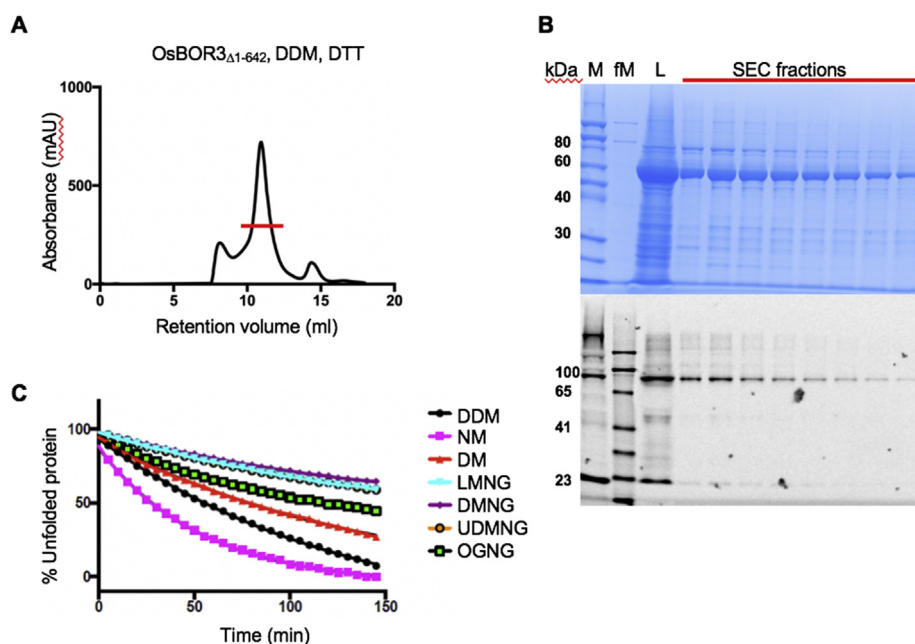 A
OsBOR3Δ1-642, DDM, DTT
1000
500
0
Absorbance (mAU)
0 5 10 15 20
Retention volume (ml)
B
kDa M fM L SEC fractions
80
60
40
30
100
65
41
23
C
100
50
0
% Unfolded protein
0 50 100 150
Time (min)
DDM
NM
DM
LMNG
DMNG
UDMNG
OGNG